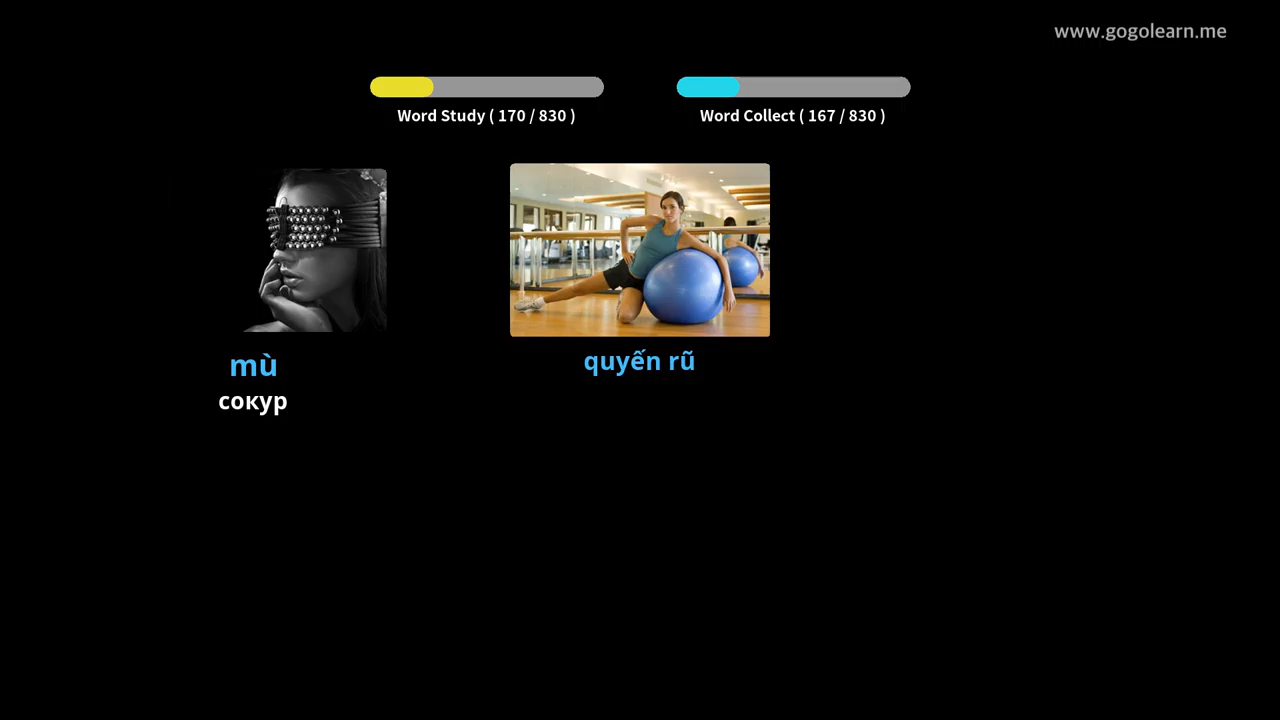 www.gogolearn.me
Word Study ( 170 / 830 )
Word Collect ( 167 / 830 )
mù
сокур
quyến rũ